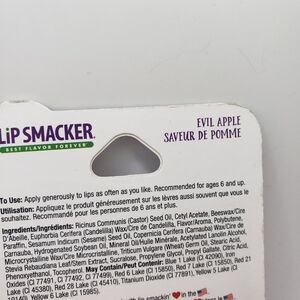 LiP SMACKER.
BEST FLAVOR FOREVER
EVIL APPLE
SAVEUR DE POMME
To Use: Apply generously to lips as often as you like. Recommended for ages 6 and up.
Utilisation: Appliquez le produit généreusement sur les lèvres aussi souvent que vous le
souhaitez. Recommandé pour les personnes de 6 ans et plus.
Ingredients/Ingrédients: Ricinus Communis (Castor) Seed Oil, Cetyl Acetate, Beeswax/Cire
D'Abeille, Euphorbia Cerifera (Candelilla) Wax/Cire de Candelilla, Flavor/Aroma, Polybutene,
Paraffin, Sesamum Indicum (Sesame) Seed Oil, Copernicia Cerifera (Carnauba) Wax/Cire de
Carnauba, Hydrogenated Soybean Oil, Mineral Oil/Huile Minérale, Acetylated Lanolin Alcohol,
Microcrystalline Wax/Cire Microcristalline, Triticum Vulgare (Wheat) Germ Oil, Stearic Acid,
Stevia Rebaudiana Leaf/Stem Extract, Sucralose, Propylene Glycol, Propyl Gallate, Citric Acid,
Phenoxyethanol, Tocopherol. May Contain/Peut Contenir: Blue 1 Lake (CI 42090), Iron
Oxides (CI 77491, CI 77492, CI 77499), Red 6 (CI 15850), Red 7 Lake (CI 15850), Red
Lake (CI 45410), Titanium Dioxide (CI 77891), Yellow 5 Lake (CI
19140), Yellow 6 Lake (CI 15985).
with smackin' in the